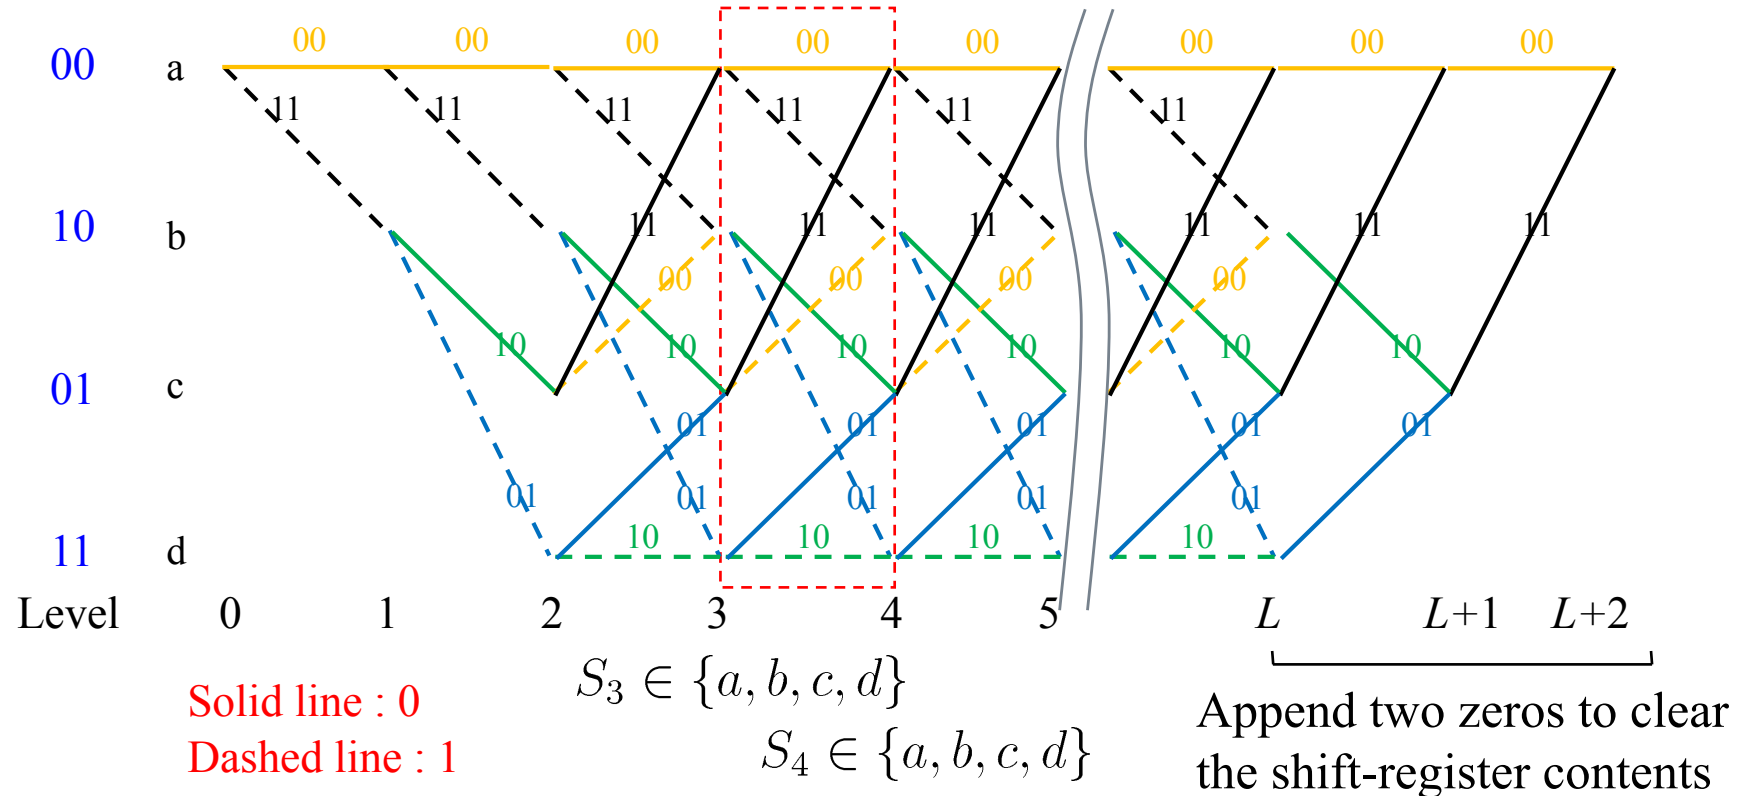 00 00 00 00 00 00 00 00
00 a
11 11 11 11 11 11
10 b
11 11 11 11 11 11
00 00 00 00
10 10 10 10 10 10
01 c
01 01 01 01 01
01 01 01 01 01
10 10 10 10
11 d
Level 0 1 2 3 4 5 L L+1 L+2
S₃ ∈ {a, b, c, d}
Solid line : 0
Dashed line : 1
S₄ ∈ {a, b, c, d}
Append two zeros to clear
the shift-register contents